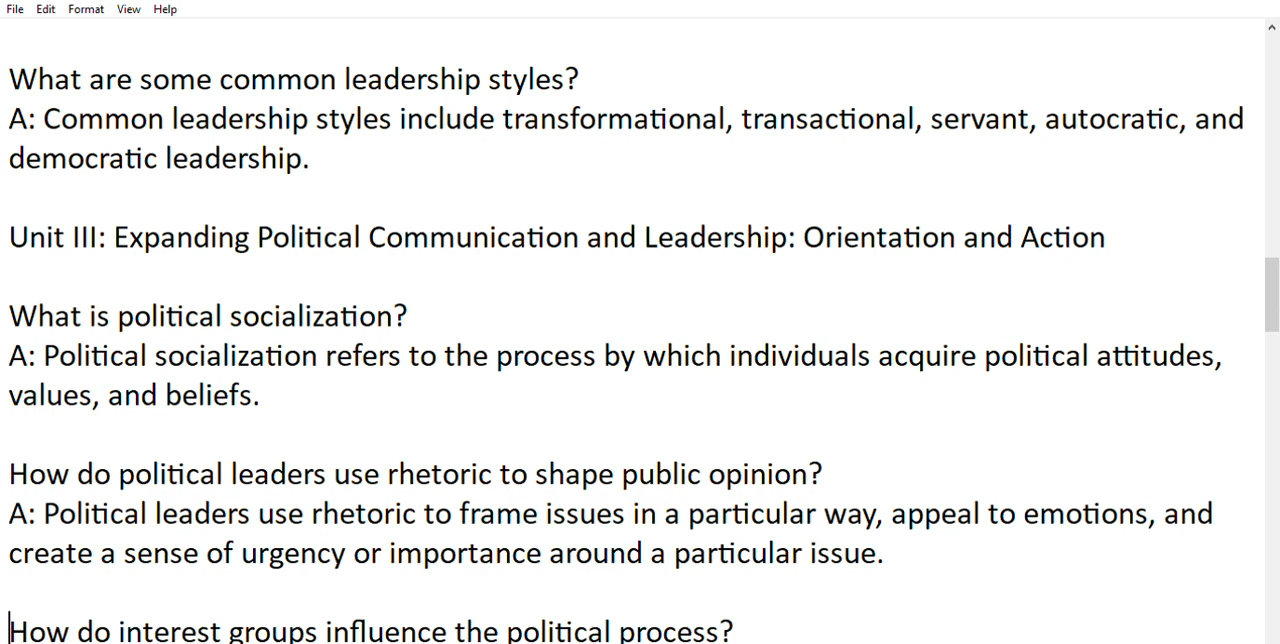 File Edit Format View Help
What are some common leadership styles?
A: Common leadership styles include transformational, transactional, servant, autocratic, and
democratic leadership.
Unit III: Expanding Political Communication and Leadership: Orientation and Action
What is political socialization?
A: Political socialization refers to the process by which individuals acquire political attitudes,
values, and beliefs.
How do political leaders use rhetoric to shape public opinion?
A: Political leaders use rhetoric to frame issues in a particular way, appeal to emotions, and
create a sense of urgency or importance around a particular issue.
How do interest groups influence the political process?